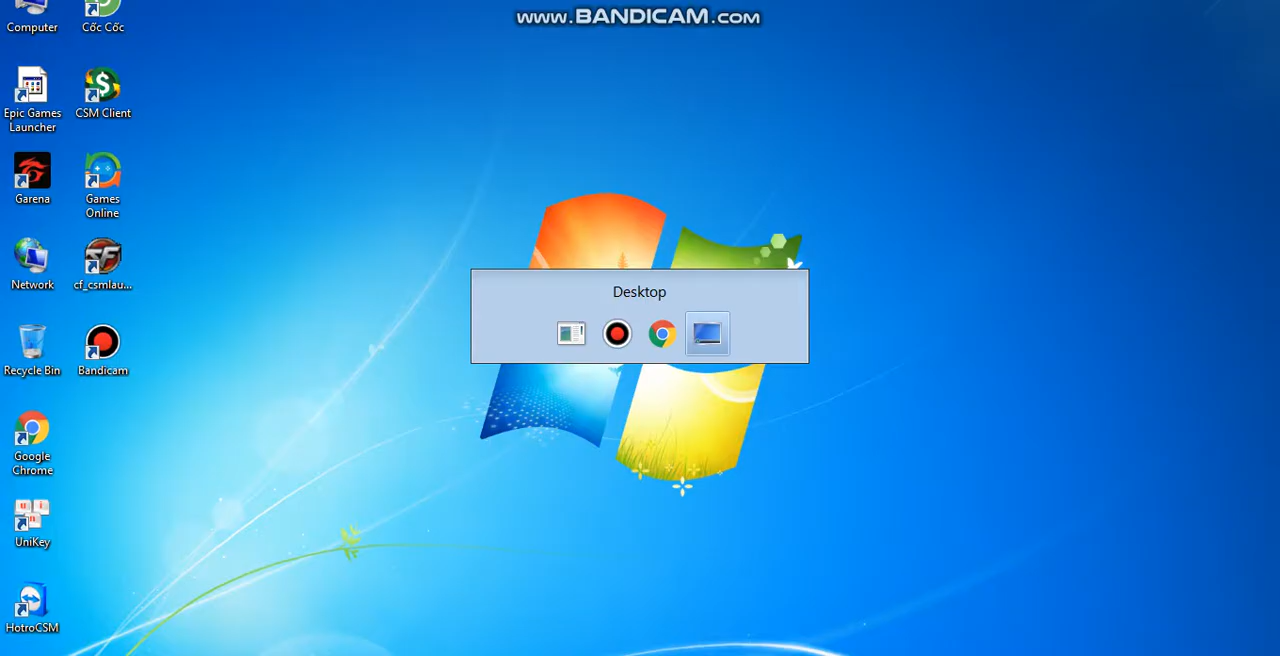 www.BANDICAM.com
Computer
Cốc Cốc
Epic Games
Launcher
CSM Client
Garena
Games
Online
Network
cf_csmlau...
Recycle Bin
Bandicam
Google
Chrome
UniKey
HotroCSM
Desktop